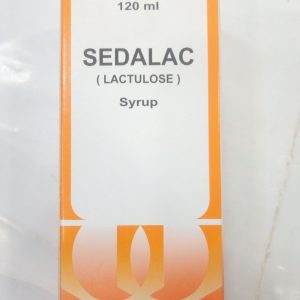 120 ml
SEDALAC
( LACTULOSE )
Syrup